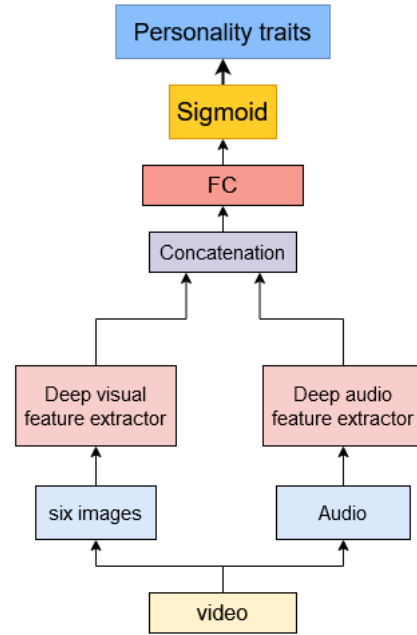 Personality traits
Sigmoid
FC
Concatenation
Deep visual
feature extractor
Deep audio
feature extractor
six images
Audio
video